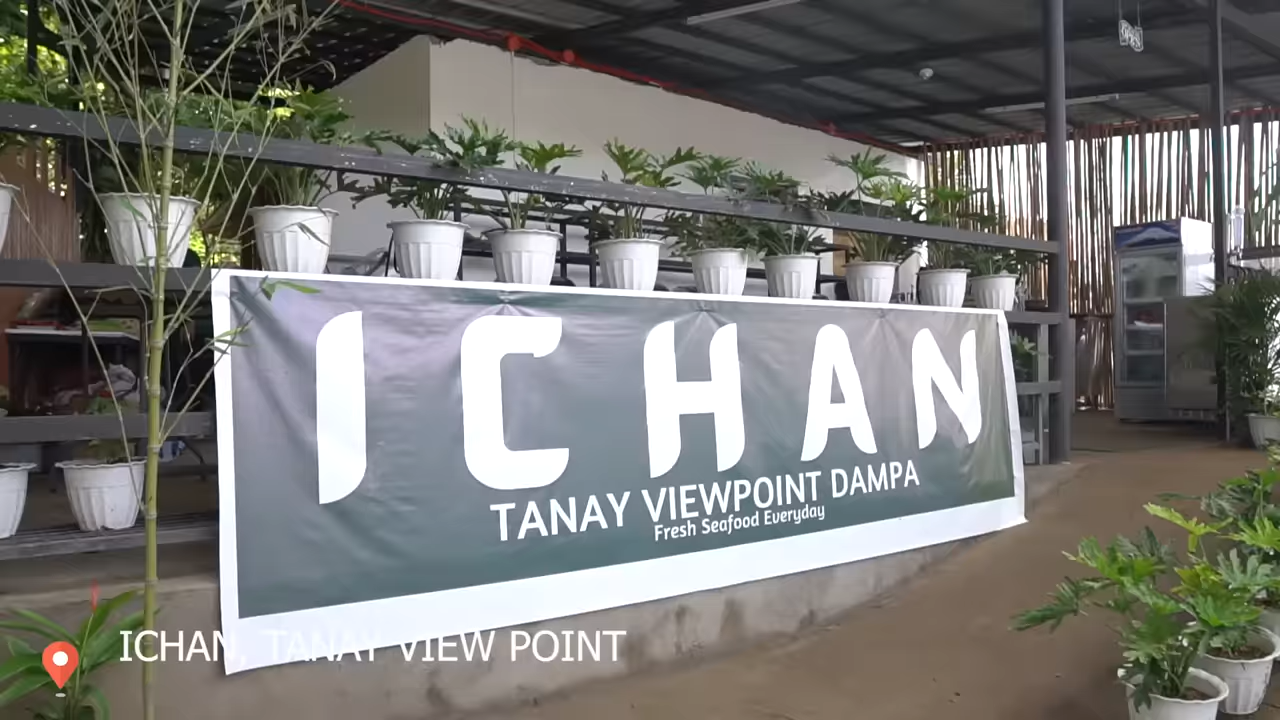 ICHAN
TANAY VIEWPOINT DAMPA
Fresh Seafood Everyday
ICHAN, TANAY VIEW POINT